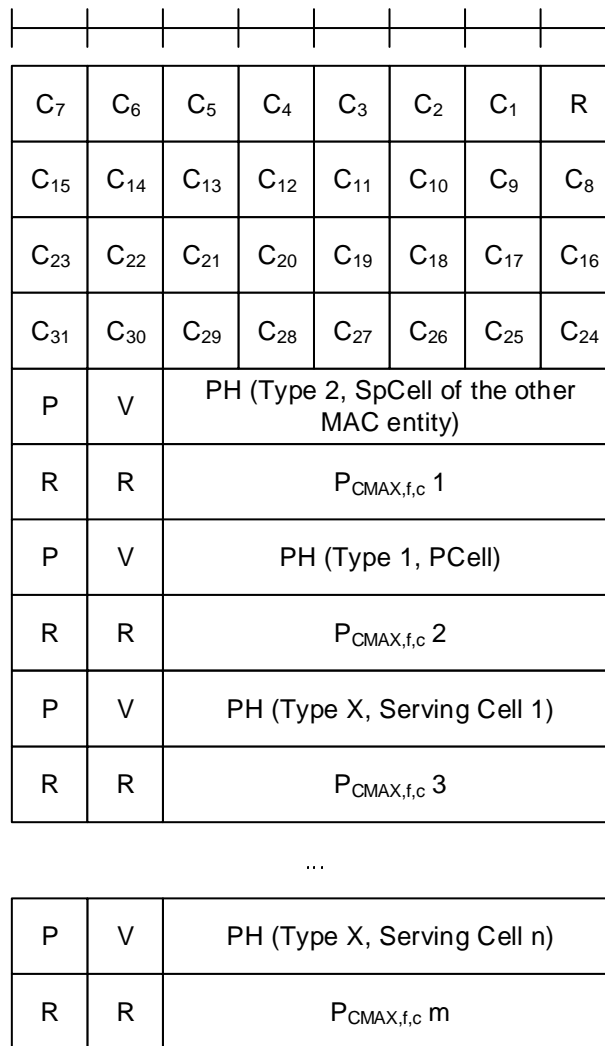 C7 C6 C5 C4 C3 C2 C1 R
C15 C14 C13 C12 C11 C10 C9 C8
C23 C22 C21 C20 C19 C18 C17 C16
C31 C30 C29 C28 C27 C26 C25 C24
P V PH (Type 2, SpCell of the other
MAC entity)
R R PCMAX,f,c 1
P V PH (Type 1, PCell)
R R PCMAX,f,c 2
P V PH (Type X, Serving Cell 1)
R R PCMAX,f,c 3
...
P V PH (Type X, Serving Cell n)
R R PCMAX,f,c m